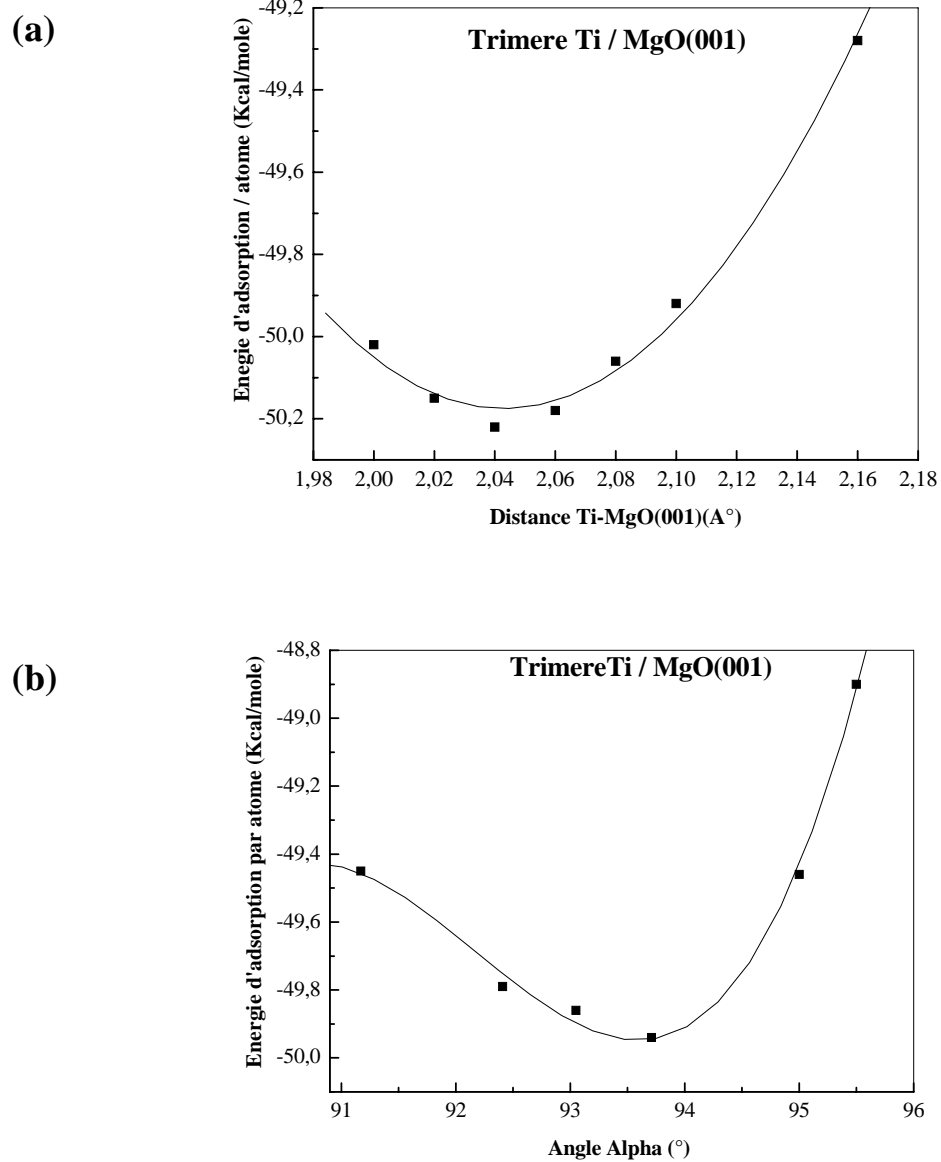 (a)
Trimere Ti / MgO(001)
Enégie d'adsorption / atome (Kcal/mole)
-49,2
-49,4
-49,6
-49,8
-50,0
-50,2
1,98 2,00 2,02 2,04 2,06 2,08 2,10 2,12 2,14 2,16 2,18
Distance Ti-MgO(001)(A°)
(b)
TrimereTi / MgO(001)
Energie d'adsorption par atome (Kcal/mole)
-48,8
-49,0
-49,2
-49,4
-49,6
-49,8
-50,0
91 92 93 94 95 96
Angle Alpha (°)